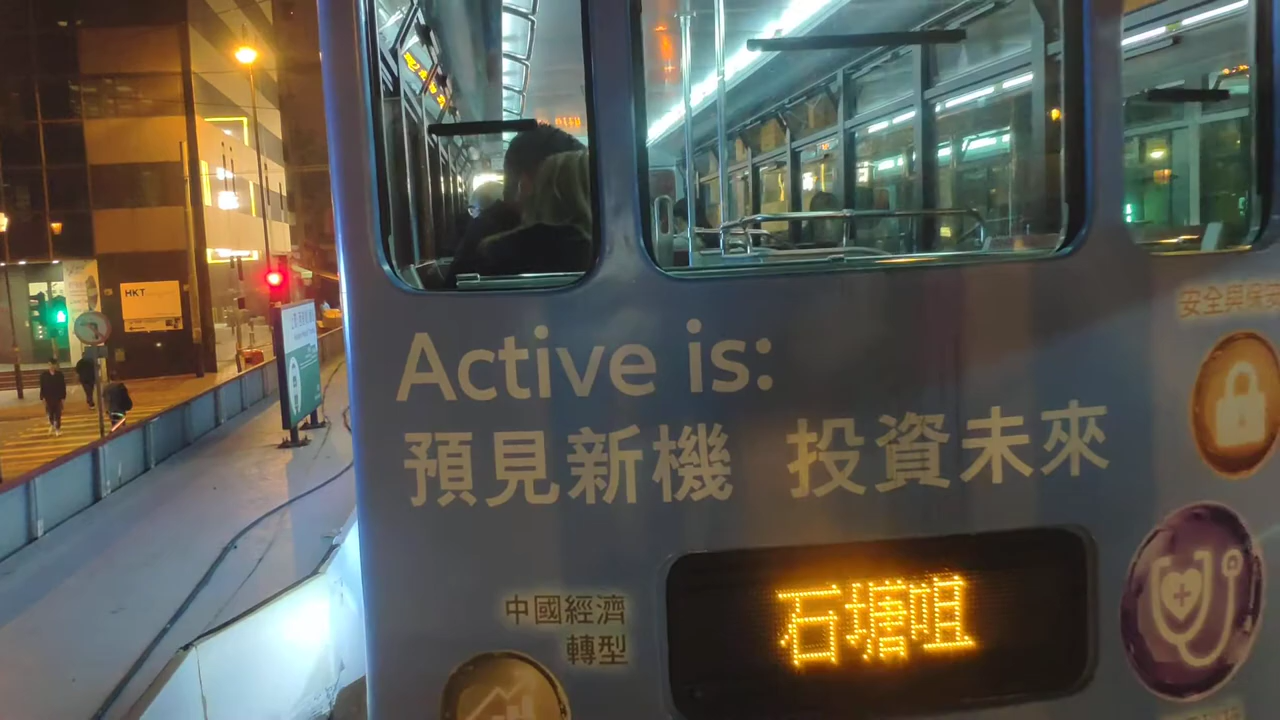 HKT
Active is:
預見新機 投資未來
安全與保安
中國經濟
轉型
石塘咀